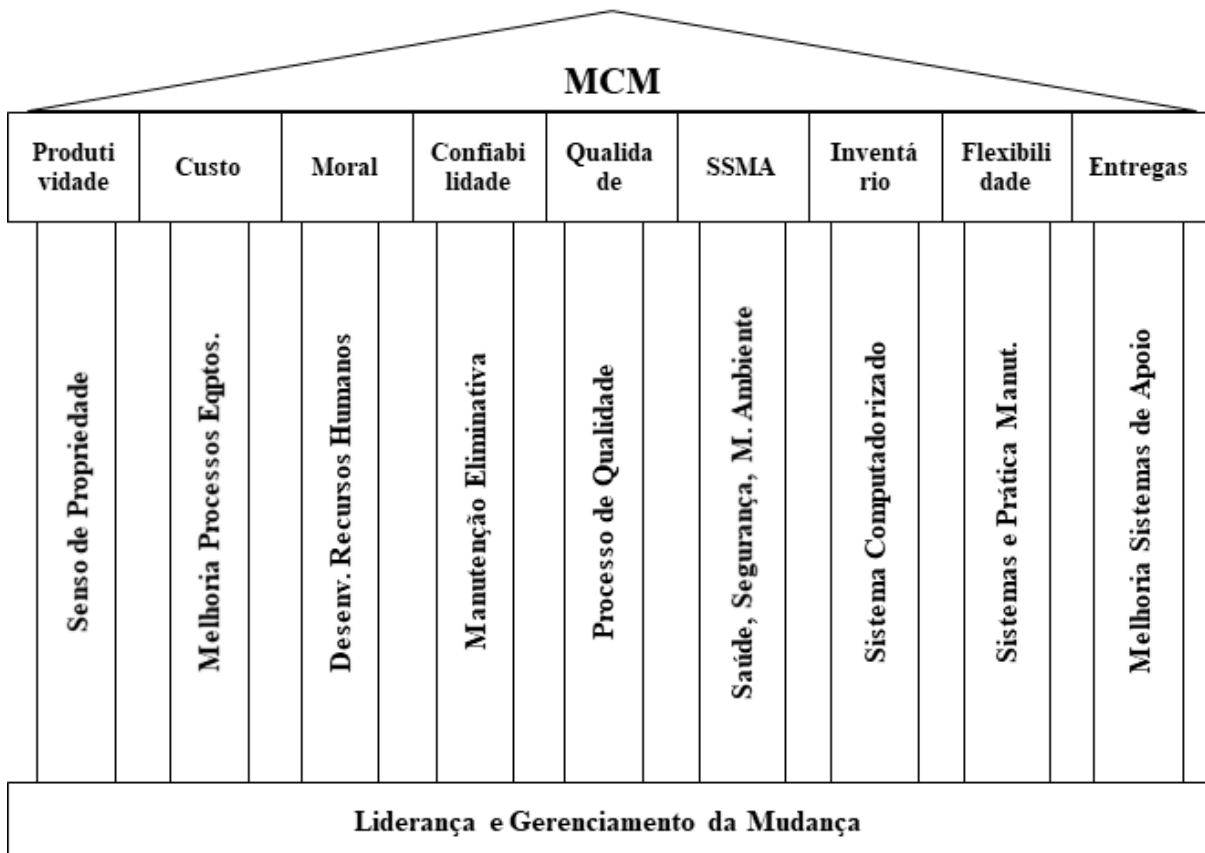 MCM
Produti
vidade
Custo
Moral
Confiabi
lidade
Qualida
de
SSMA
Inventá
rio
Flexibili
dade
Entregas
Senso de Propriedade
Melhoria Processos Eqptos.
Desenv. Recursos Humanos
Manutenção Eliminativa
Processo de Qualidade
Saúde, Segurança, M. Ambiente
Sistema Computadorizado
Sistemas e Prática Manut.
Melhoria Sistemas de Apoio
Liderança e Gerenciamento da Mudança